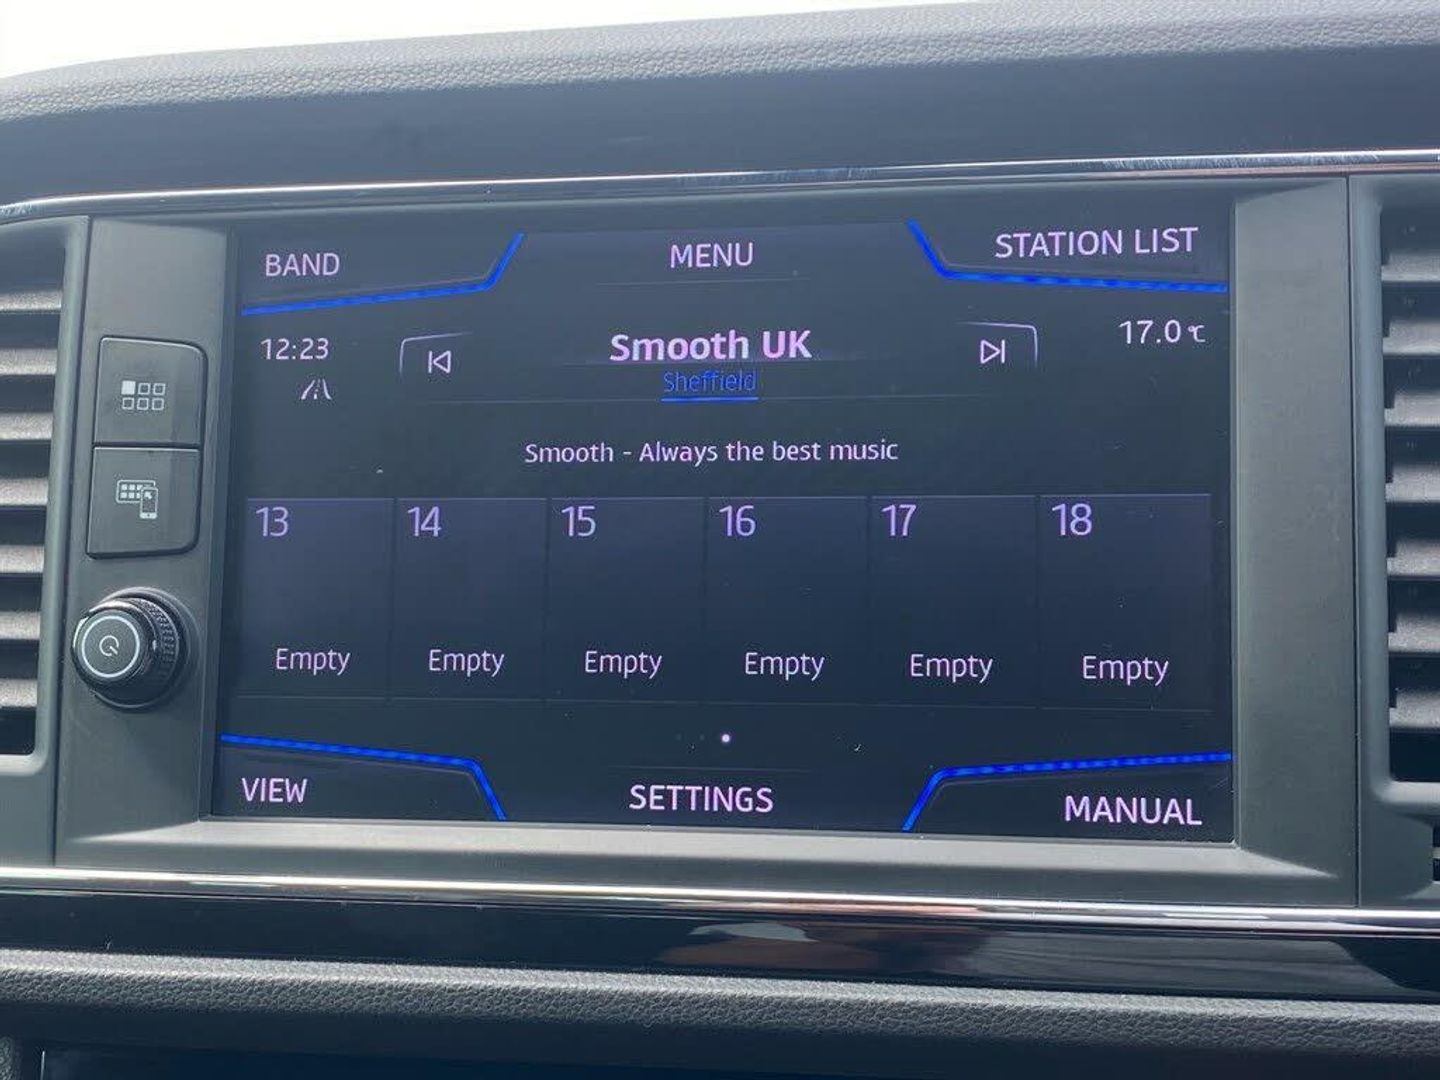 BAND MENU STATION LIST
12:23 Smooth UK 17.0 °C
Sheffield
Smooth - Always the best music
13 14 15 16 17 18
Empty Empty Empty Empty Empty Empty
VIEW SETTINGS MANUAL